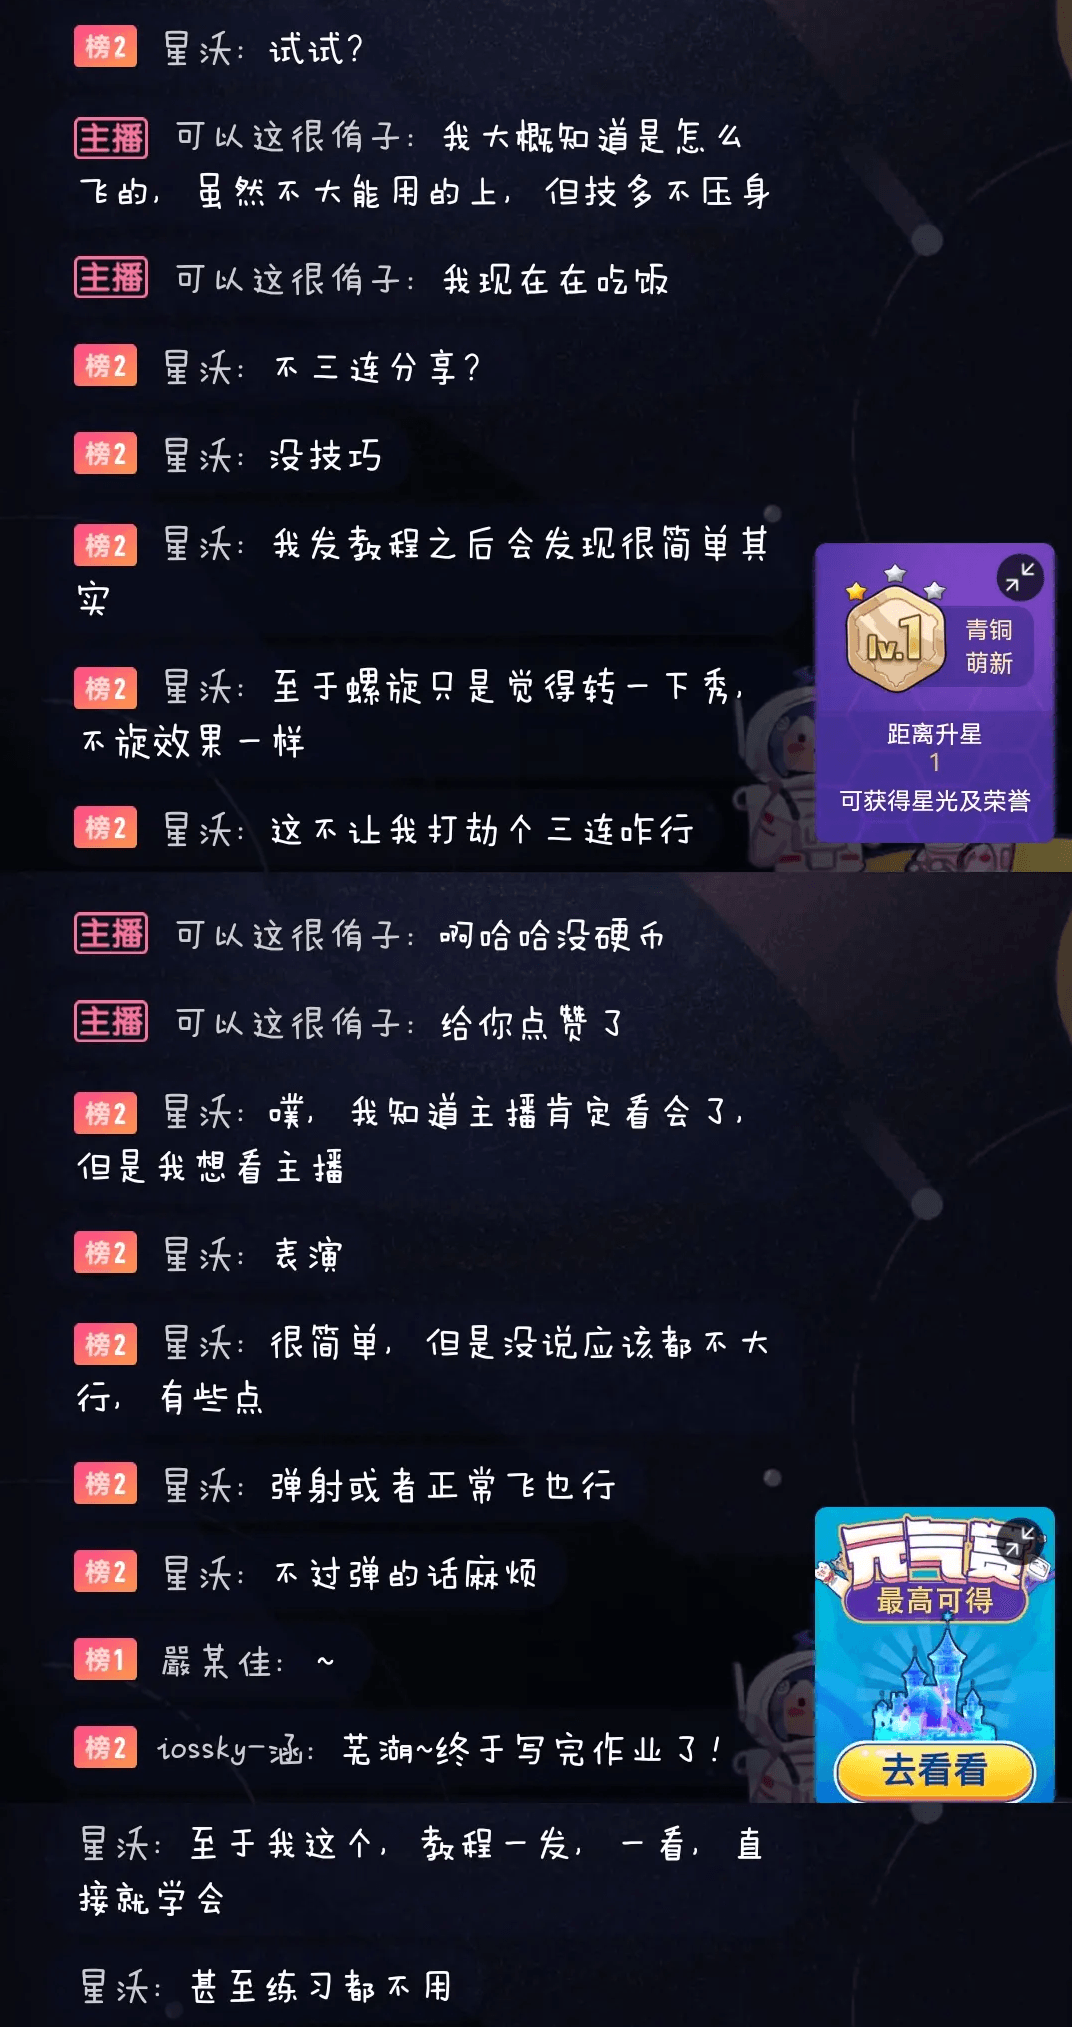 榜2 星沃：试试？
主播 可以这很侑子：我大概知道是怎么
飞的，虽然不大能用的上，但技多不压身
主播 可以这很侑子：我现在在吃饭
榜2 星沃：不三连分享？
榜2 星沃：没技巧
榜2 星沃：我发教程之后会发现很简单其
实
榜2 星沃：至于螺旋只是觉得转一下秀，
不旋效果一样
榜2 星沃：这不让我打劫个三连咋行
lv.1
青铜
萌新
距离升星
1
可获得星光及荣誉
主播 可以这很侑子：啊哈哈没硬币
主播 可以这很侑子：给你点赞了
榜2 星沃：噗，我知道主播肯定看会了，
但是我想看主播
榜2 星沃：表演
榜2 星沃：很简单，但是没说应该都不大
行，有些点
榜2 星沃：弹射或者正常飞也行
榜2 星沃：不过弹的话麻烦
榜1 嚴某佳：~
榜2 iossky-涵：芜湖~终于写完作业了！
元气赏
最高可得
去看看
星沃：至于我这个，教程一发，一看，直
接就学会
星沃：甚至练习都不用